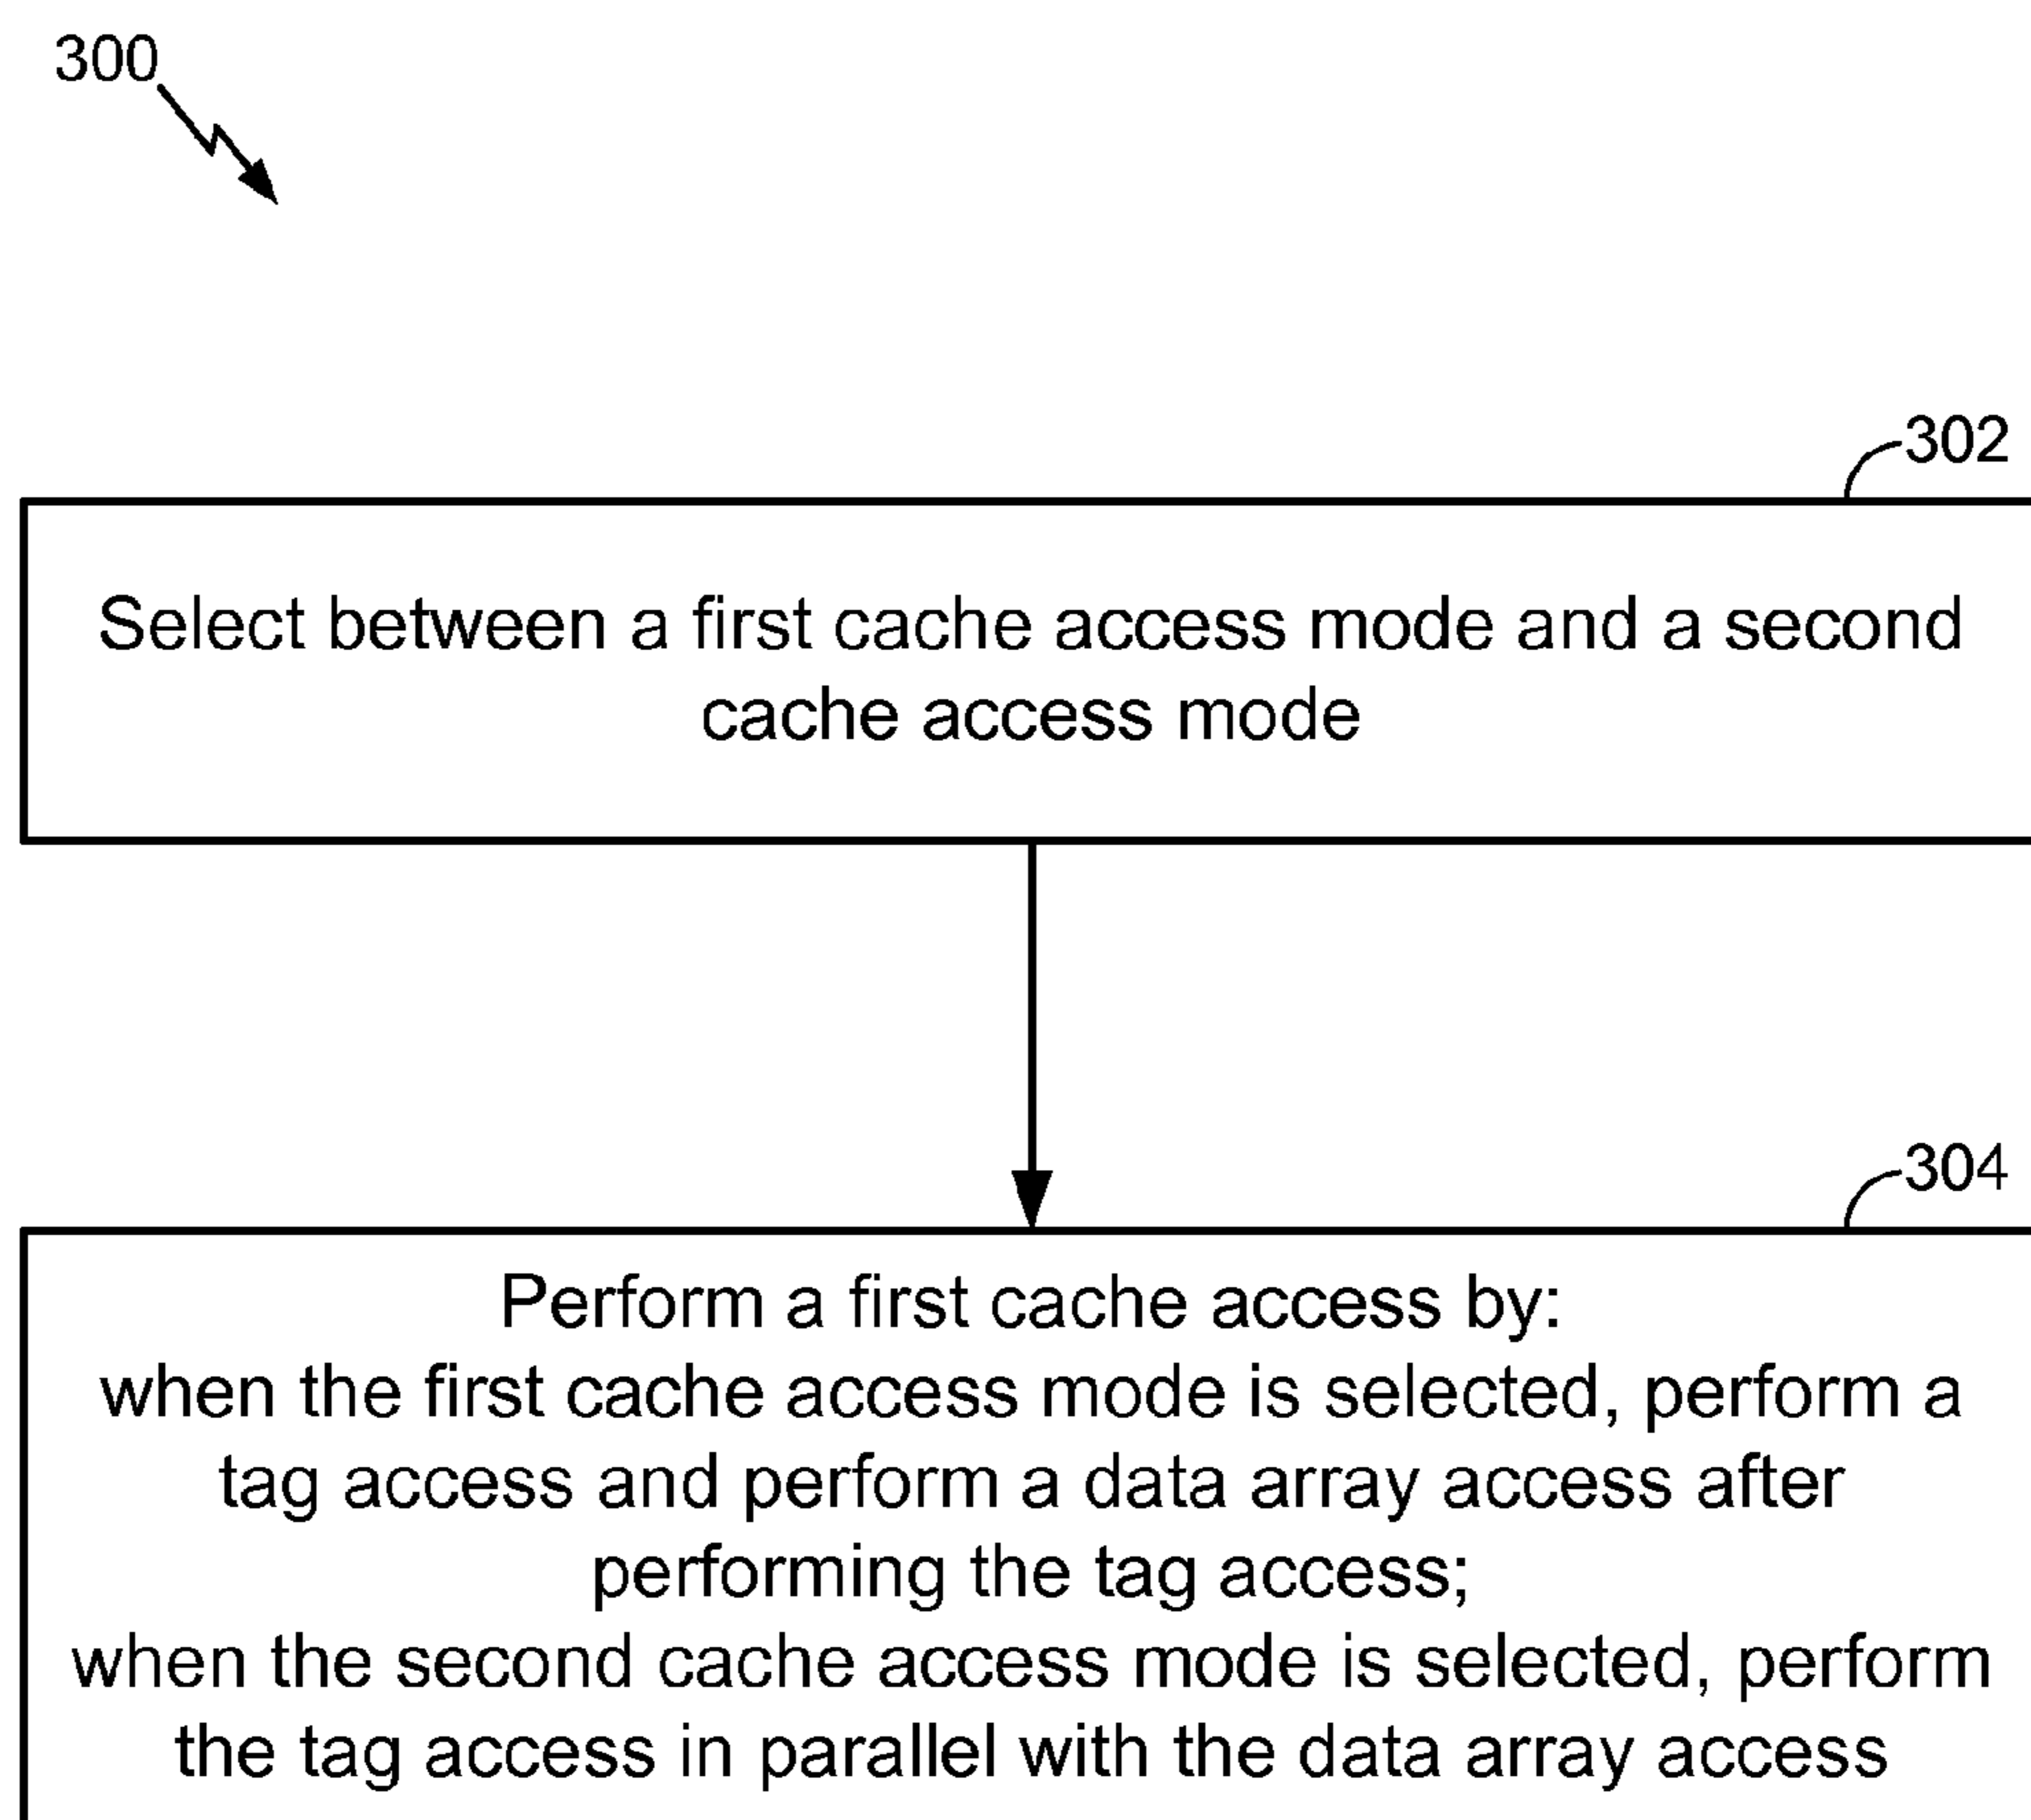 300
302
Select between a first cache access mode and a second
cache access mode
304
Perform a first cache access by:
when the first cache access mode is selected, perform a
tag access and perform a data array access after
performing the tag access;
when the second cache access mode is selected, perform
the tag access in parallel with the data array access